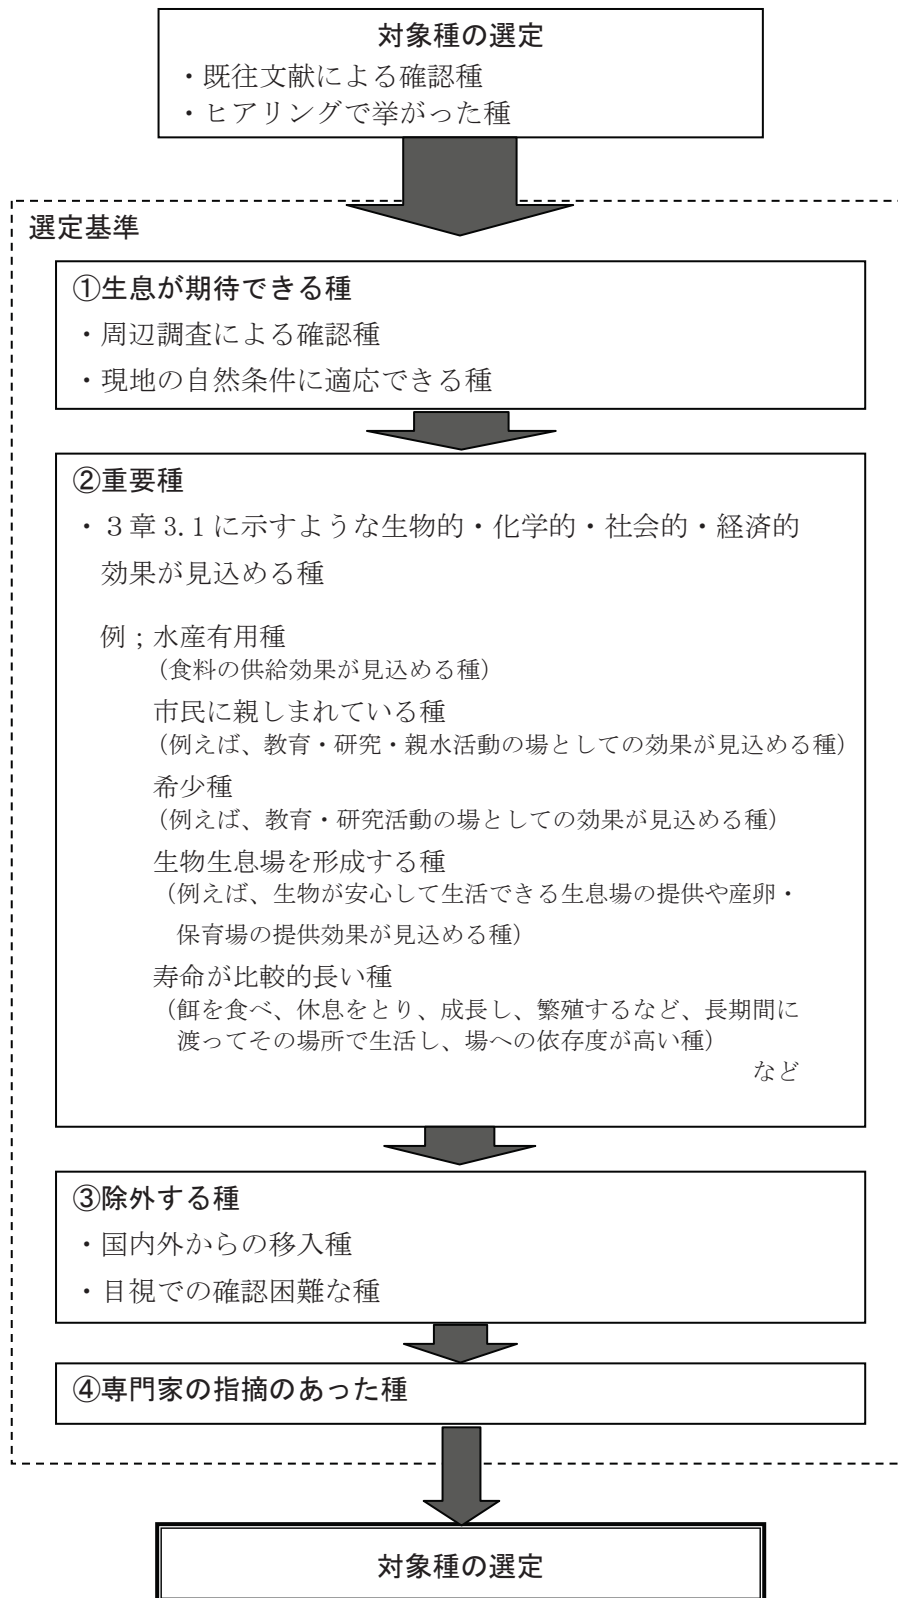 対象種の選定
・既往文献による確認種
・ヒアリングで挙がった種
選定基準
①生息が期待できる種
・周辺調査による確認種
・現地の自然条件に適応できる種
②重要種
・３章 3.1 に示すような生物的・化学的・社会的・経済的
効果が見込める種
例；水産有用種
（食料の供給効果が見込める種）
市民に親しまれている種
（例えば、教育・研究・親水活動の場としての効果が見込める種）
希少種
（例えば、教育・研究活動の場としての効果が見込める種）
生物生息場を形成する種
（例えば、生物が安心して生活できる生息場の提供や産卵・
保育場の提供効果が見込める種）
寿命が比較的長い種
（餌を食べ、休息をとり、成長し、繁殖するなど、長期間に
渡ってその場所で生活し、場への依存度が高い種）
など
③除外する種
・国内外からの移入種
・目視での確認困難な種
④専門家の指摘のあった種
対象種の選定